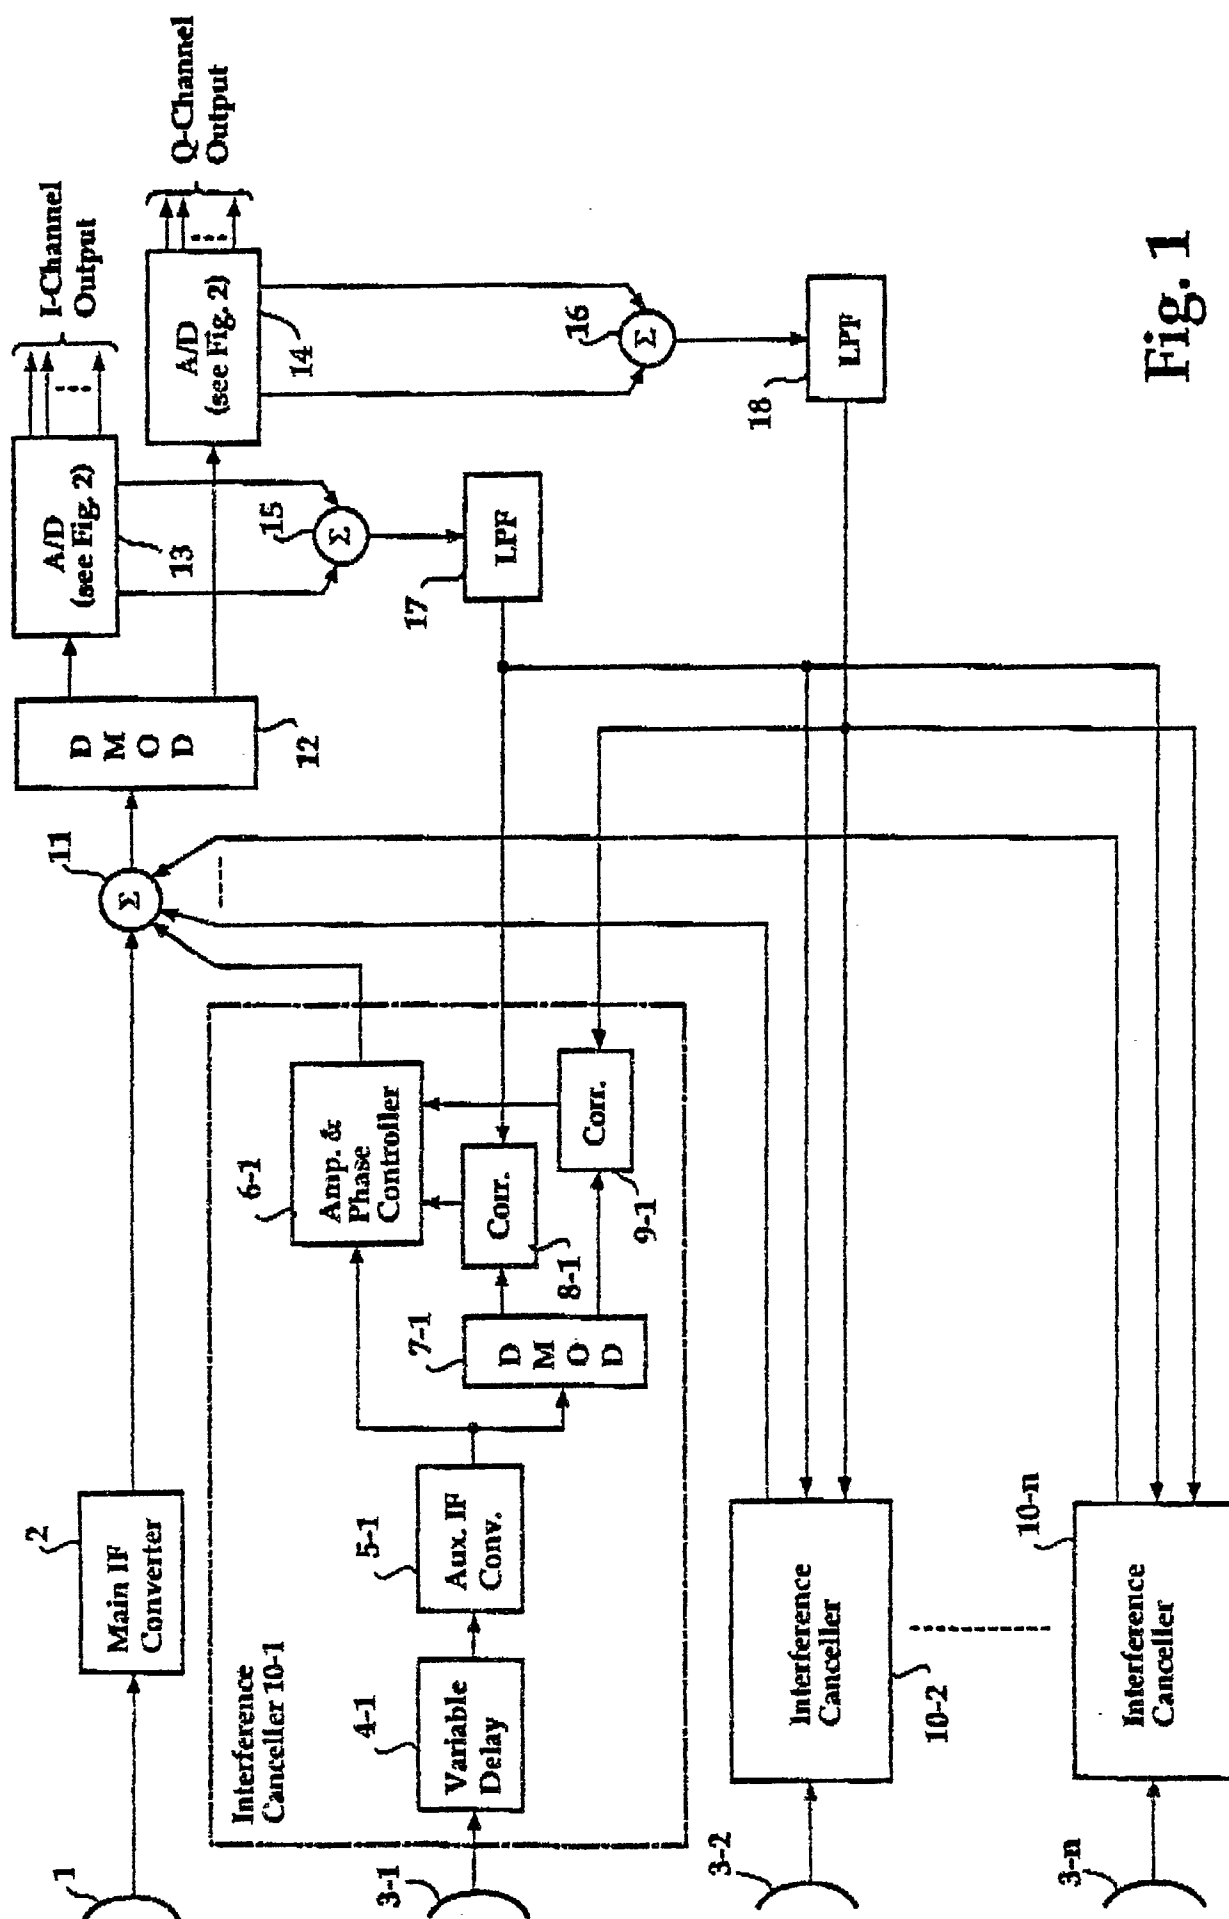 1
2
Main IF
Converter
11
Σ
D
M
O
D
12
A/D
(see Fig. 2)
13
I-Channel
Output
A/D
(see Fig. 2)
14
Q-Channel
Output
15
Σ
16
Σ
17
LPF
18
LPF
Interference
Canceller 10-1
3-1
4-1
Variable
Delay
5-1
Aux. IF
Conv.
6-1
Amp. &
Phase
Controller
7-1
D
M
O
D
8-1
Corr.
9-1
Corr.
3-2
Interference
Canceller
10-2
3-n
Interference
Canceller
10-n
Fig. 1